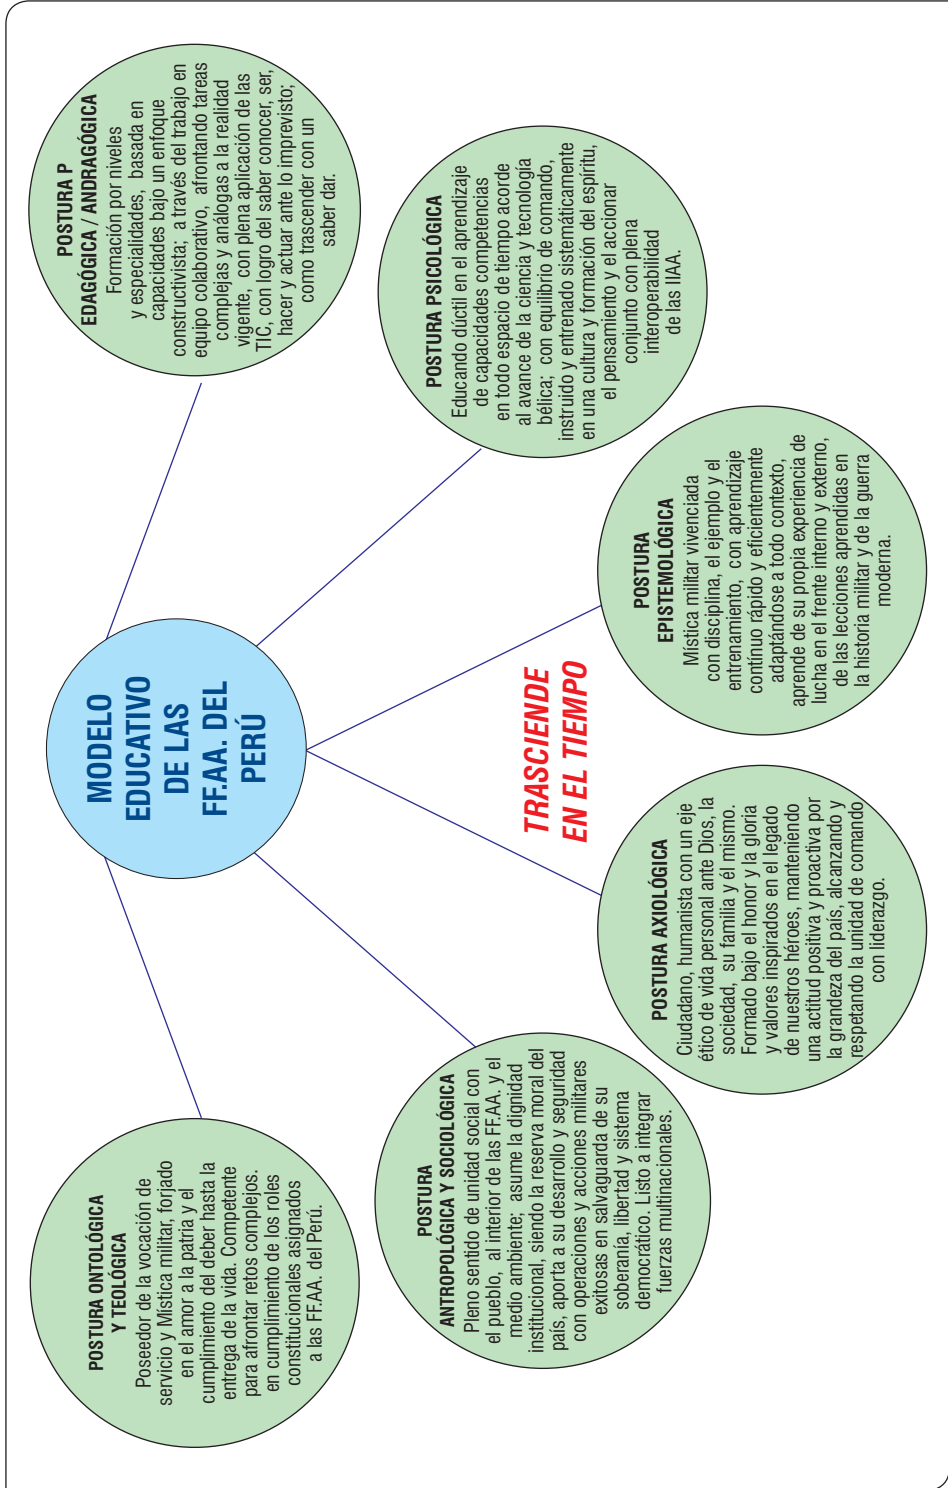 MODELO
EDUCATIVO
DE LAS
FF.AA. DEL
PERÚ
POSTURA ONTOLÓGICA
Y TEOLÓGICA
Poseedor de la vocación de
servicio y Mística militar, forjado
en el amor a la patria y el
cumplimiento del deber hasta la
entrega de la vida. Competente
para afrontar retos complejos.
en cumplimiento de los roles
constitucionales asignados
a las FF.AA. del Perú.
POSTURA
ANTROPOLÓGICA Y SOCIOLÓGICA
Pleno sentido de unidad social con
el pueblo, al interior de las FF.AA. y el
medio ambiente; asume la dignidad
institucional, siendo la reserva moral del
país, aporta a su desarrollo y seguridad
con operaciones y acciones militares
exitosas en salvaguarda de su
soberanía, libertad y sistema
democrático. Listo a integrar
fuerzas multinacionales.
POSTURA AXIOLÓGICA
Ciudadano, humanista con un eje
ético de vida personal ante Dios, la
sociedad, su familia y él mismo.
Formado bajo el honor y la gloria
y valores inspirados en el legado
de nuestros héroes, manteniendo
una actitud positiva y proactiva por
la grandeza del país, alcanzando y
respetando la unidad de comando
con liderazgo.
TRASCIENDE
EN EL TIEMPO
POSTURA
EPISTEMOLÓGICA
Mística militar vivenciada
con disciplina, el ejemplo y el
entrenamiento, con aprendizaje
contínuo rápido y eficientemente
adaptándose a todo contexto,
aprende de su propia experiencia de
lucha en el frente interno y externo,
de las lecciones aprendidas en
la historia militar y de la guerra
moderna.
POSTURA PSICOLÓGICA
Educando dúctil en el aprendizaje
de capacidades competencias
en todo espacio de tiempo acorde
al avance de la ciencia y tecnología
bélica; con equilibrio de comando,
instruido y entrenado sistemáticamente
en una cultura y formación del espíritu,
el pensamiento y el accionar
conjunto con plena
interoperabilidad
de las IIAA.
POSTURA P
EDAGÓGICA / ANDRAGÓGICA
Formación por niveles
y especialidades, basada en
capacidades bajo un enfoque
constructivista; a través del trabajo en
equipo colaborativo, afrontando tareas
complejas y análogas a la realidad
vigente, con plena aplicación de las
TIC, con logro del saber conocer, ser,
hacer y actuar ante lo imprevisto;
como trascender con un
saber dar.